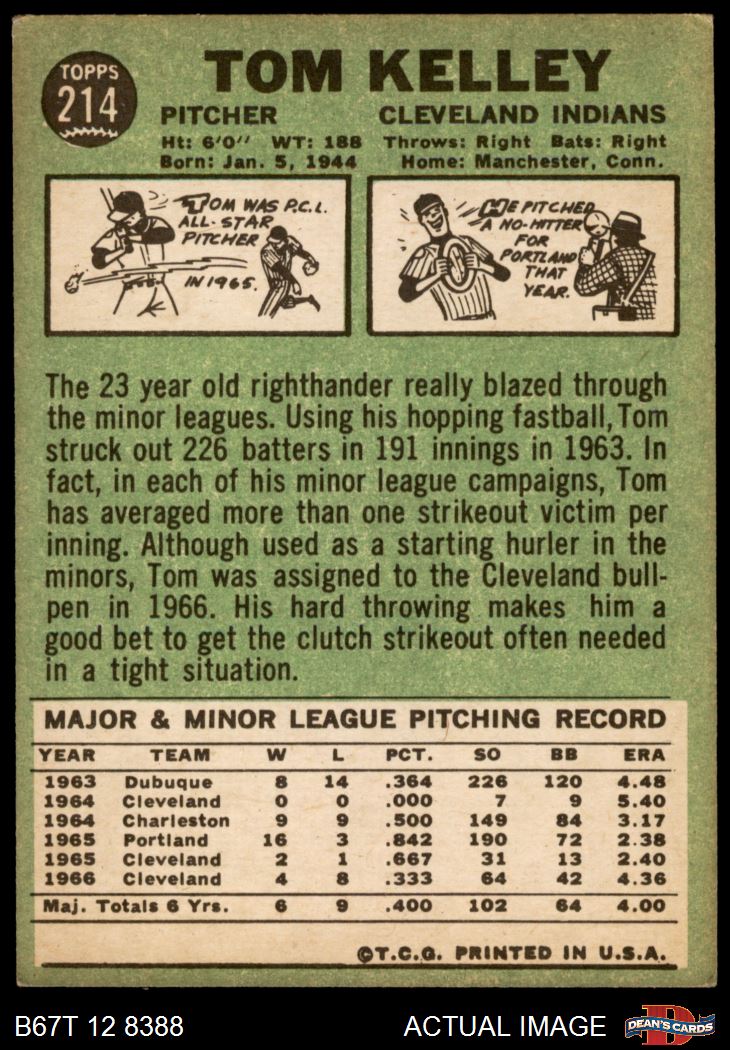 TOPPS
214
TOM KELLEY
PITCHER CLEVELAND INDIANS
Ht: 6'0" WT: 188 Throws: Right Bats: Right
Born: Jan. 5, 1944 Home: Manchester, Conn.
TOM WAS P.C.L.
ALL-STAR
PITCHER
IN 1965.
HE PITCHED
A NO-HITTER
FOR
PORTLAND
THAT
YEAR.
The 23 year old righthander really blazed through
the minor leagues. Using his hopping fastball, Tom
struck out 226 batters in 191 innings in 1963. In
fact, in each of his minor league campaigns, Tom
has averaged more than one strikeout victim per
inning. Although used as a starting hurler in the
minors, Tom was assigned to the Cleveland bull-
pen in 1966. His hard throwing makes him a
good bet to get the clutch strikeout often needed
in a tight situation.
MAJOR & MINOR LEAGUE PITCHING RECORD
YEAR TEAM W L PCT. SO BB ERA
1963 Dubuque 8 14 .364 226 120 4.48
1964 Cleveland 0 0 .000 7 9 5.40
1964 Charleston 9 9 .500 149 84 3.17
1965 Portland 16 3 .842 190 72 2.38
1965 Cleveland 2 1 .667 31 13 2.40
1966 Cleveland 4 8 .333 64 42 4.36
Maj. Totals 6 Yrs. 6 9 .400 102 64 4.00
©T.C.G. PRINTED IN U.S.A.
B67T 12 8388 ACTUAL IMAGE
D
DEAN'S CARDS